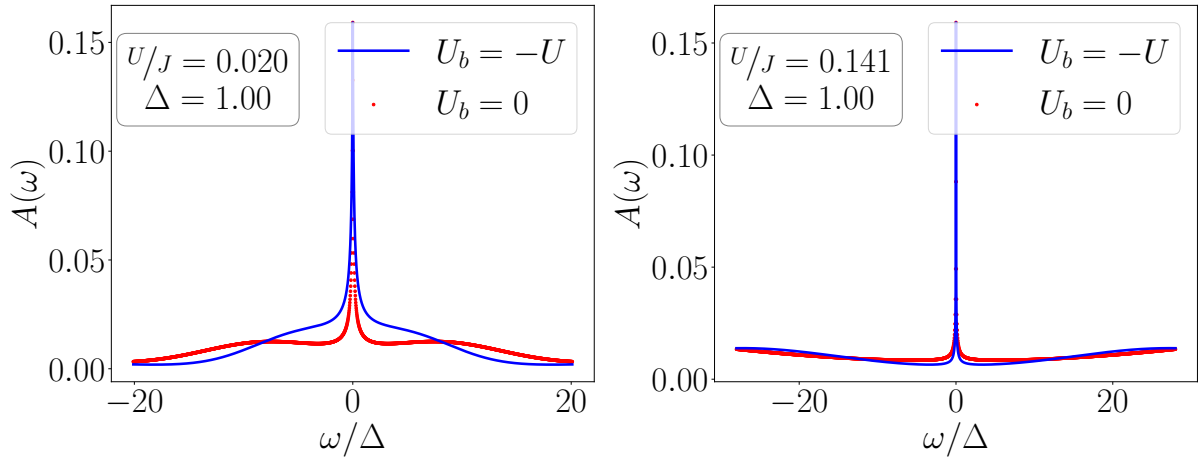 U/J = 0.020
Δ = 1.00
U_b = −U
U_b = 0
A(ω)
0.15
0.10
0.05
0.00
−20
0
20
ω/Δ
U/J = 0.141
Δ = 1.00
U_b = −U
U_b = 0
A(ω)
0.15
0.10
0.05
0.00
−20
0
20
ω/Δ